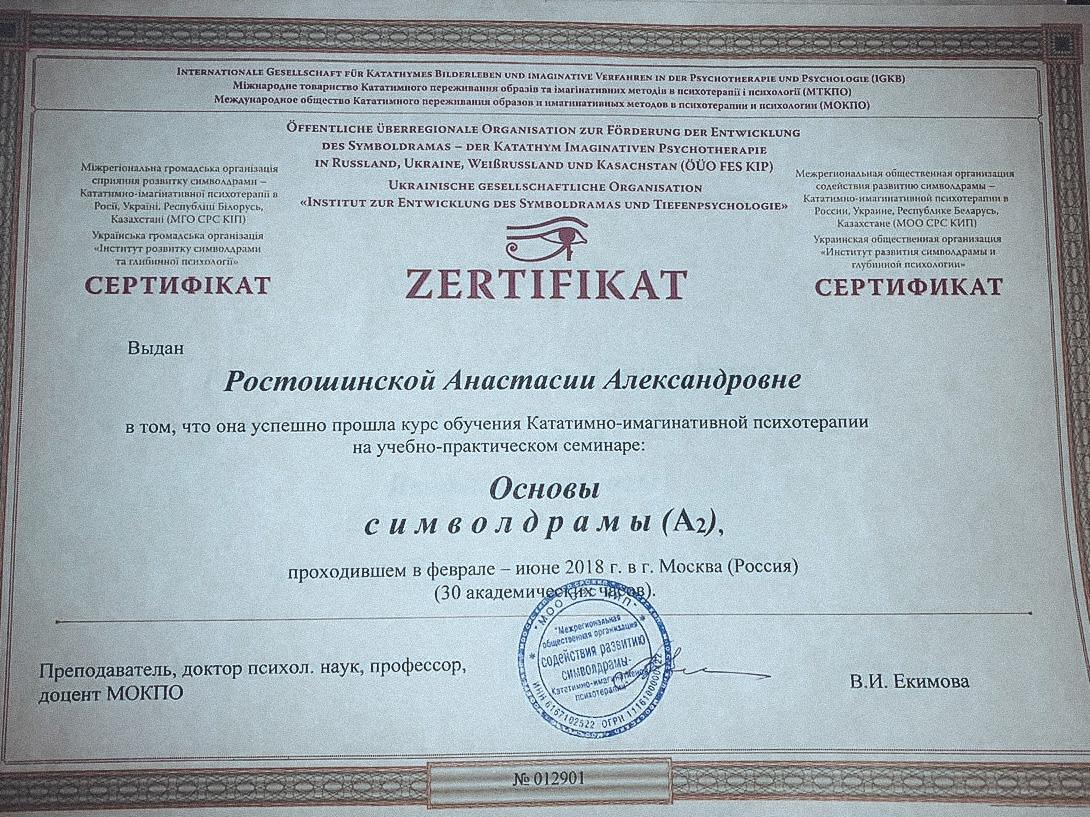 INTERNATIONALE GESELLSCHAFT FÜR KATATHYMES BILDERLEBEN UND IMAGINATIVE VERFAHREN IN DER PSYCHOTHERAPIE UND PSYCHOLOGIE (IGKB)
Міжнародне товариство Кататимного переживання образів та імагінативних методів в психотерапії і психології (МТКПО)
Международное общество Кататимного переживания образов и имагинативных методов в психотерапии и психологии (МОКПО)
ÖFFENTLICHE ÜBERREGIONALE ORGANISATION ZUR FÖRDERUNG DER ENTWICKLUNG
DES SYMBOLDRAMAS – DER KATATHYM IMAGINATIVEN PSYCHOTHERAPIE
IN RUSSLAND, UKRAINE, WEIßRUSSLAND UND KASACHSTAN (ÖÜO FES KIP)
UKRAINISCHE GESELLSCHAFTLICHE ORGANISATION
«INSTITUT ZUR ENTWICKLUNG DES SYMBOLDRAMAS UND TIEFENPSYCHOLOGIE»
Міжрегіональна громадська організація
сприяння розвитку символдрами –
Кататимно-імагінативної психотерапії в
Росії, Україні, Республіці Білорусь,
Казахстані (МГО СРС КІП)
Українська громадська організація
«Інститут розвитку символдрами
та глибинної психології»
СЕРТИФІКАТ
ZERTIFIKAT
Межрегиональная общественная организация
содействия развитию символдрамы –
Кататимно-имагинативной психотерапии в
России, Украине, Республике Беларусь,
Казахстане (МОО СРС КИП)
Украинская общественная организация
«Институт развития символдрамы и
глубинной психологии»
СЕРТИФИКАТ
Выдан
Ростошинской Анастасии Александровне
в том, что она успешно прошла курс обучения Кататимно-имагинативной психотерапии
на учебно-практическом семинаре:
Основы
символдрамы (А2),
проходившем в феврале – июне 2018 г. в г. Москва (Россия)
(30 академических часов).
Преподаватель, доктор психол. наук, профессор,
доцент МОКПО
"МОО СРС КИП"
"Межрегиональная
общественная организация
содействия развитию
символдрамы-
Кататимно-имагинативной
психотерапии"
ИНН 6167102522 ОГРН
В.И. Екимова
№ 012901